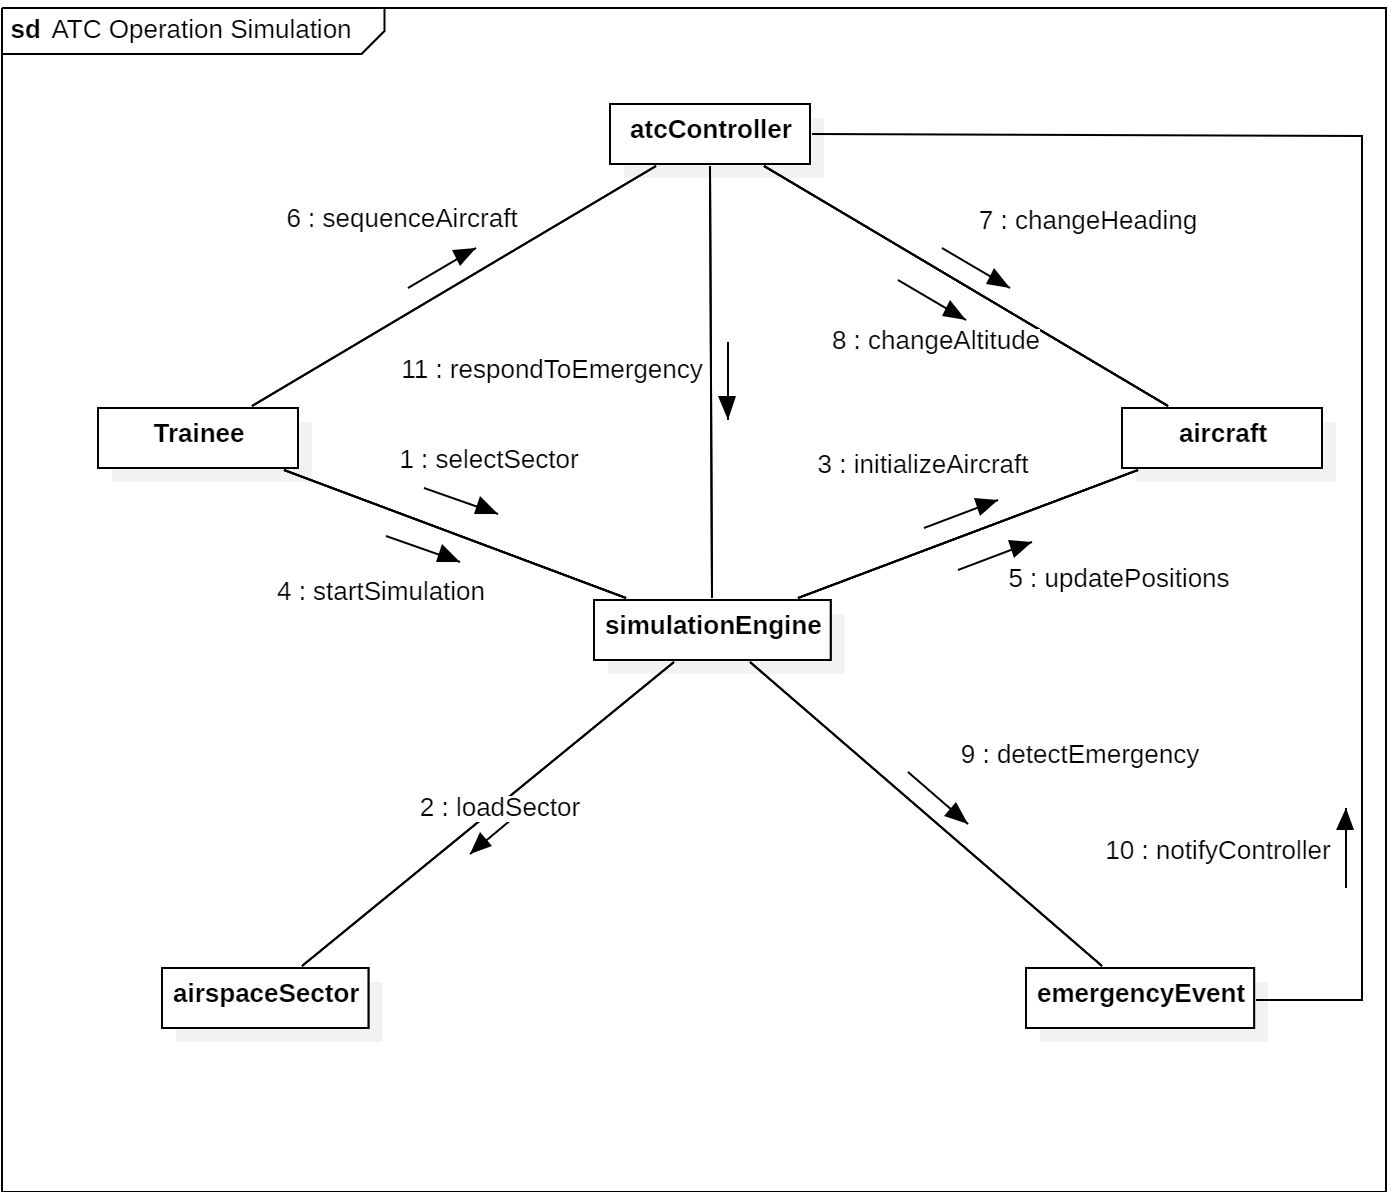 sd ATC Operation Simulation
atcController
6 : sequenceAircraft
7 : changeHeading
8 : changeAltitude
11 : respondToEmergency
Trainee
aircraft
1 : selectSector
3 : initializeAircraft
4 : startSimulation
5 : updatePositions
simulationEngine
9 : detectEmergency
2 : loadSector
10 : notifyController
airspaceSector
emergencyEvent